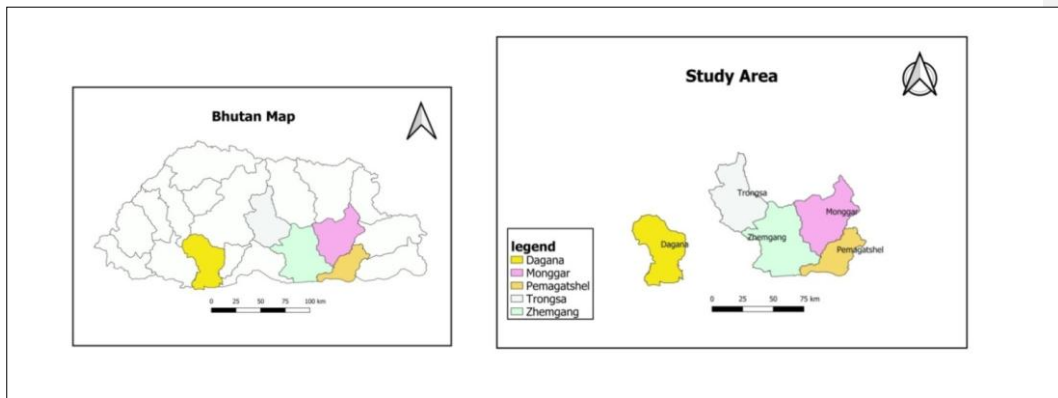 Bhutan Map
0 25 50 75 100 km
Study Area
Trongsa
Monggar
Zhemgang
Dagana
Pemagatshel
legend
Dagana
Monggar
Pemagatshel
Trongsa
Zhemgang
0 25 50 75 km